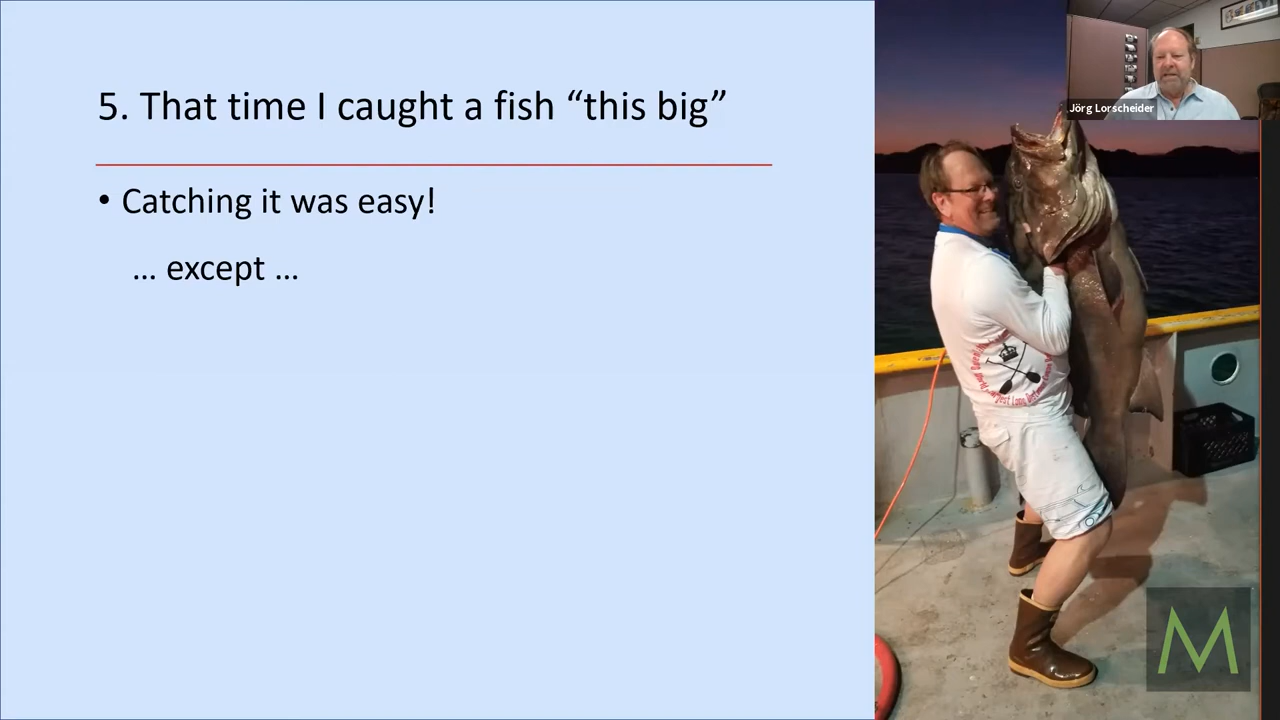 5. That time I caught a fish “this big”
• Catching it was easy!
… except …
Jörg Lorscheider
M